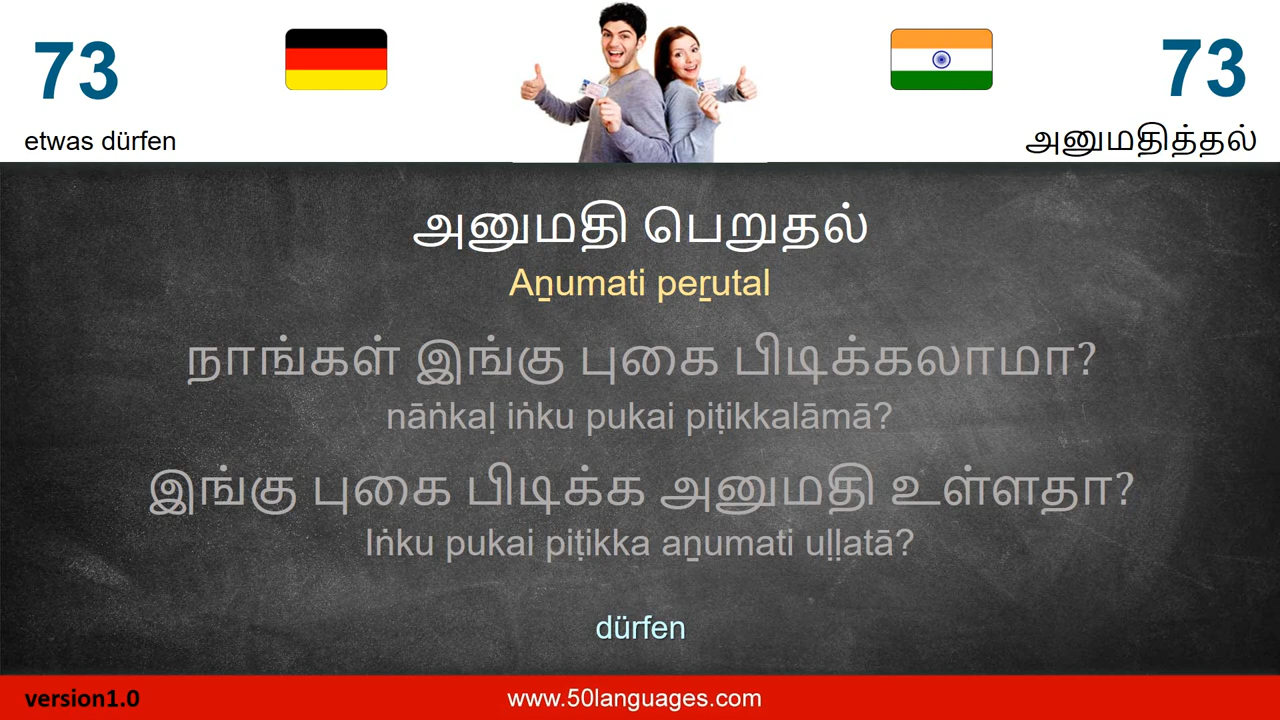 73
73
etwas dürfen
அனுமதித்தல்
அனுமதி பெறுதல்
Aṉumati peṟutal
நாங்கள் இங்கு புகை பிடிக்கலாமா?
nāṅkaḷ iṅku pukai piṭikkalāmā?
இங்கு புகை பிடிக்க அனுமதி உள்ளதா?
Iṅku pukai piṭikka aṉumati uḷḷatā?
dürfen
version1.0
www.50languages.com